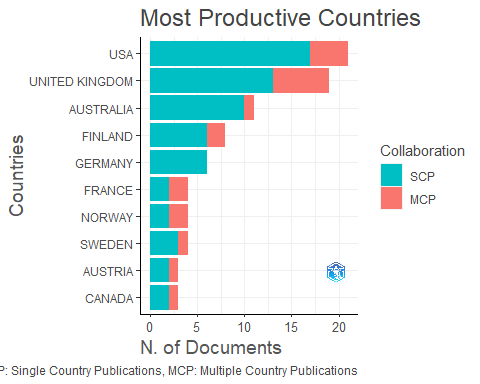 Most Productive Countries
USA
UNITED KINGDOM
AUSTRALIA
FINLAND
GERMANY
FRANCE
NORWAY
SWEDEN
AUSTRIA
CANADA
Countries
Collaboration
SCP
MCP
0 5 10 15 20
N. of Documents
P: Single Country Publications, MCP: Multiple Country Publications